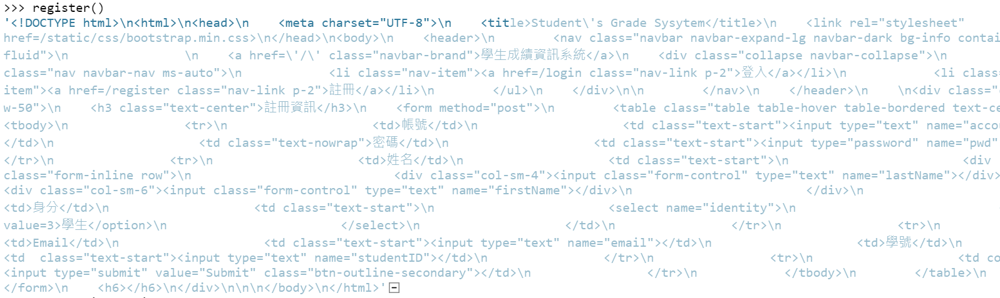 >>> register()
'<!DOCTYPE html>\n<html>\n<head>\n    <meta charset="UTF-8">\n    <title>Student\'s Grade Sysytem</title>\n    <link rel="stylesheet"
href=/static/css/bootstrap.min.css>\n</head>\n<body>\n    <header>\n        <nav class="navbar navbar-expand-lg navbar-dark bg-info contai
fluid">\n                \n    <a href=\'/\' class="navbar-brand">學生成績資訊系統</a>\n    <div class="collapse navbar-collapse">\n
class="nav navbar-nav ms-auto">\n            <li class="nav-item"><a href=/login class="nav-link p-2">登入</a></li>\n            <li clas
item"><a href=/register class="nav-link p-2">註冊</a></li>\n        </ul>\n    </div>\n\n        </nav>\n    </header>\n    \n<div class="
w-50">\n    <h3 class="text-center">註冊資訊</h3>\n    <form method="post">\n        <table class="table table-hover table-bordered text-ce
<tbody>\n                <tr>\n                    <td>帳號</td>\n                    <td class="text-start"><input type="text" name="accou
</td>\n                    <td class="text-nowrap">密碼</td>\n                    <td class="text-start"><input type="password" name="pwd"
</tr>\n                <tr>\n                    <td>姓名</td>\n                    <td class="text-start">\n                        <div
class="form-inline row">\n                            <div class="col-sm-4"><input class="form-control" type="text" name="lastName"></div>
<div class="col-sm-6"><input class="form-control" type="text" name="firstName"></div>\n                        </div>\n
<td>身分</td>\n                    <td class="text-start">\n                        <select name="identity">\n
value=3>學生</option>\n                        </select>\n                    </td>\n                </tr>\n                <tr>\n
<td>Email</td>\n                    <td class="text-start"><input type="text" name="email"></td>\n                    <td>學號</td>\n
<td  class="text-start"><input type="text" name="studentID"></td>\n                </tr>\n                <tr>\n                    <td co
<input type="submit" value="Submit" class="btn-outline-secondary"></td>\n                </tr>\n            </tbody>\n        </table>\n
</form>\n    <h6></h6>\n</div>\n\n\n</body>\n</html>'